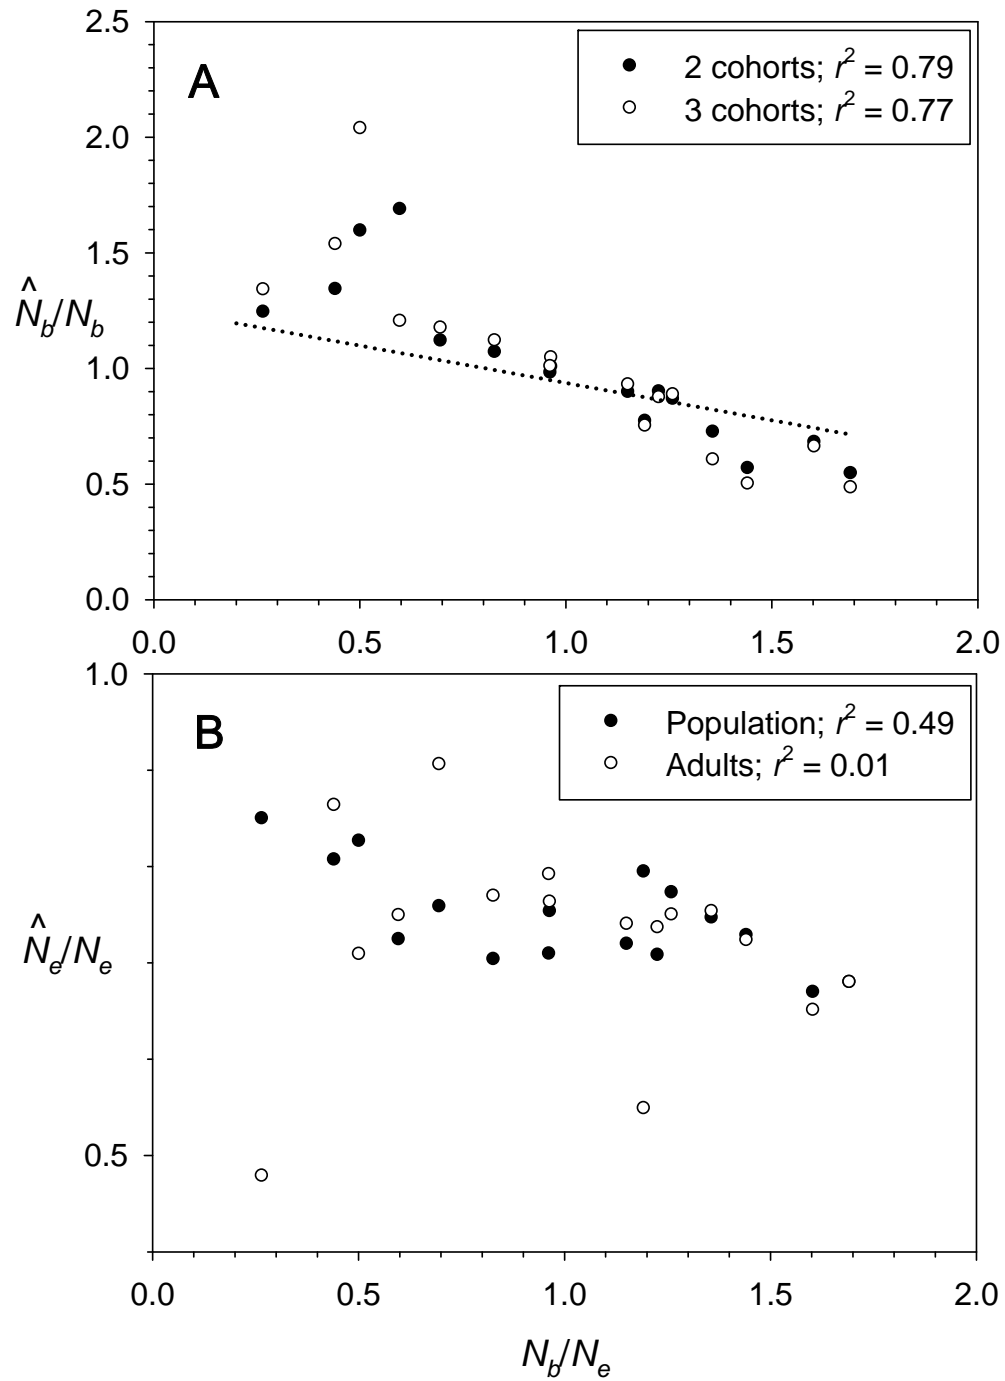 2.5
A
2 cohorts; r² = 0.79
3 cohorts; r² = 0.77
2.0
1.5
N̂b/Nb
1.0
0.5
0.0
0.0 0.5 1.0 1.5 2.0
1.0
B
Population; r² = 0.49
Adults; r² = 0.01
N̂e/Ne
0.5
0.0 0.5 1.0 1.5 2.0
Nb/Ne